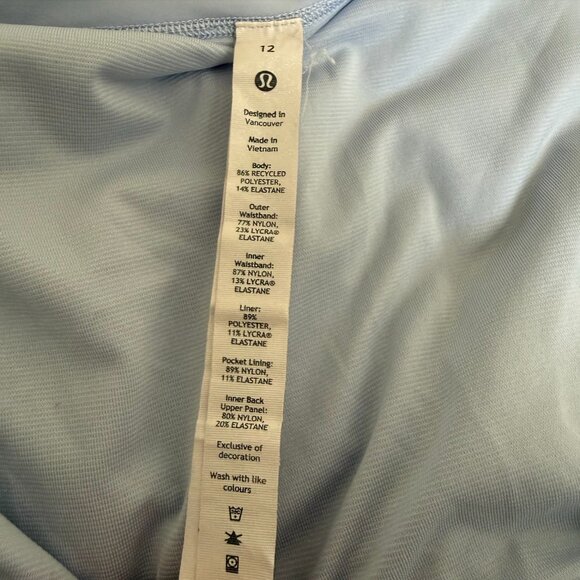 12
Designed in
Vancouver
Made in
Vietnam
Body:
86% RECYCLED
POLYESTER,
14% ELASTANE
Outer
Waistband:
77% NYLON,
23% LYCRA®
ELASTANE
Inner
Waistband:
87% NYLON,
13% LYCRA®
ELASTANE
Liner:
89%
POLYESTER,
11% LYCRA®
ELASTANE
Pocket Lining:
89% NYLON,
11% ELASTANE
Inner Back
Upper Panel:
80% NYLON,
20% ELASTANE
Exclusive of
decoration
Wash with like
colours